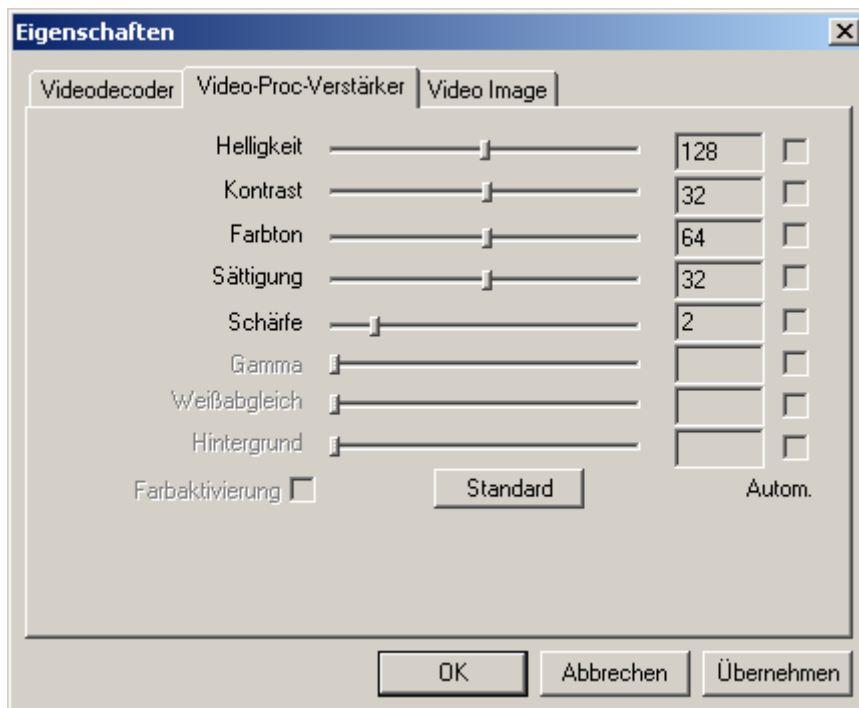 Eigenschaften
Videodecoder Video-Proc-Verstärker Video Image
Helligkeit 128
Kontrast 32
Farbton 64
Sättigung 32
Schärfe 2
Gamma
Weißabgleich
Hintergrund
Farbaktivierung Standard Autom.
OK Abbrechen Übernehmen